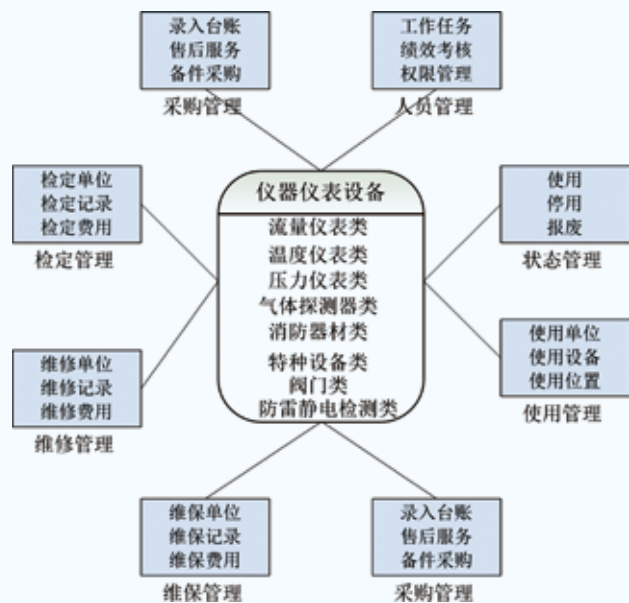 录入台账
售后服务
备件采购
采购管理
工作任务
绩效考核
权限管理
人员管理
检定单位
检定记录
检定费用
检定管理
仪器仪表设备
流量仪表类
温度仪表类
压力仪表类
气体探测器类
消防器材类
特种设备类
阀门类
防雷静电检测类
使用
停用
报废
状态管理
维修单位
维修记录
维修费用
维修管理
使用单位
使用设备
使用位置
使用管理
维保单位
维保记录
维保费用
维保管理
录入台账
售后服务
备件采购
采购管理